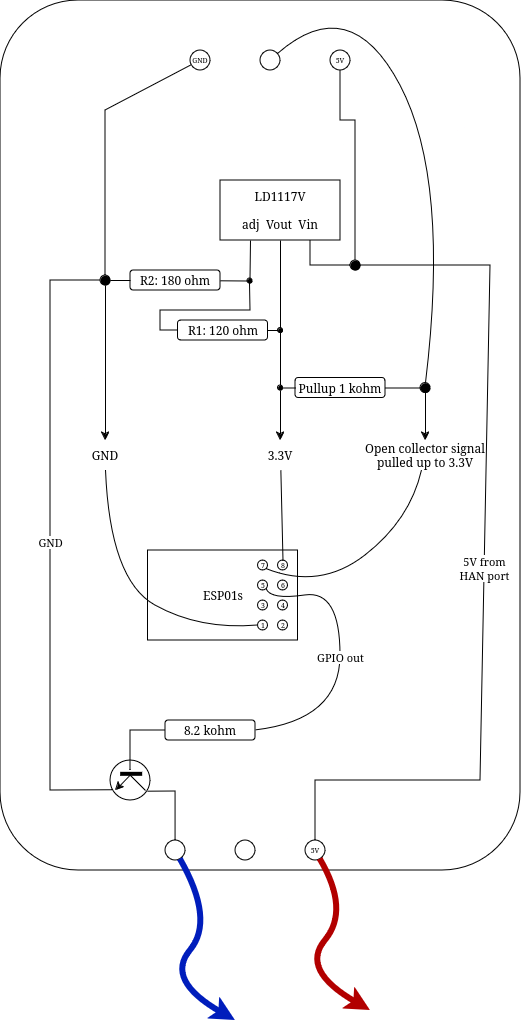 GND
5V
LD1117V
adj Vout Vin
R2: 180 ohm
R1: 120 ohm
Pullup 1 kohm
GND
3.3V
Open collector signal
pulled up to 3.3V
GND
5V from
HAN port
ESP01s
7 8
5 6
3 4
1 2
GPIO out
8.2 kohm
5V